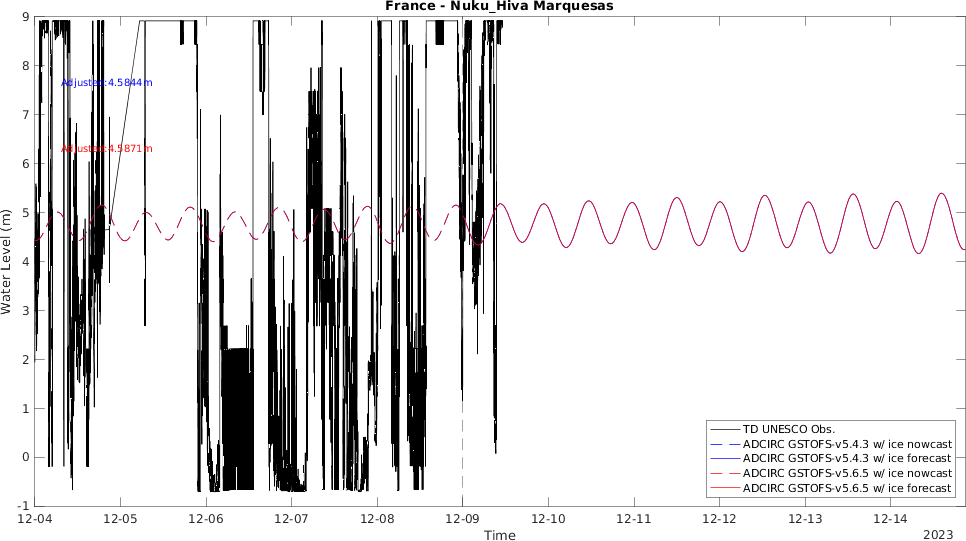 France - Nuku_Hiva Marquesas
9
8
7
6
5
4
3
2
1
0
-1
Water Level (m)
Adjusted:4.5844m
Adjusted:4.5871m
TD UNESCO Obs.
ADCIRC GSTOFS-v5.4.3 w/ ice nowcast
ADCIRC GSTOFS-v5.4.3 w/ ice forecast
ADCIRC GSTOFS-v5.6.5 w/ ice nowcast
ADCIRC GSTOFS-v5.6.5 w/ ice forecast
12-04 12-05 12-06 12-07 12-08 12-09 12-10 12-11 12-12 12-13 12-14
Time
2023